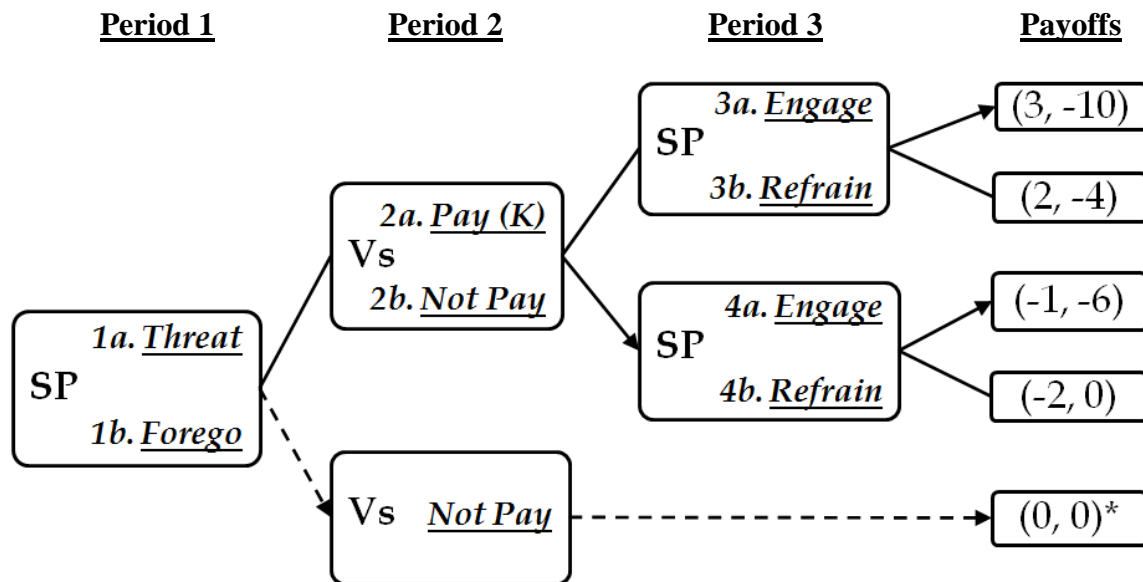 Period 1
Period 2
Period 3
Payoffs
3a. Engage
SP
3b. Refrain
(3, -10)
(2, -4)
2a. Pay (K)
Vs
2b. Not Pay
4a. Engage
SP
4b. Refrain
(-1, -6)
(-2, 0)
1a. Threat
SP
1b. Forego
Vs Not Pay
(0, 0)*